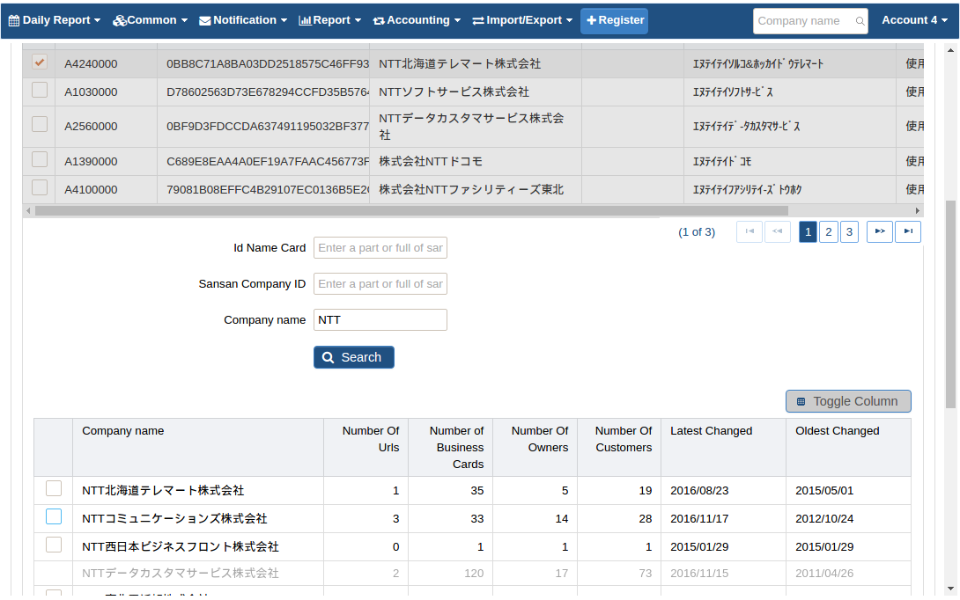 Daily Report Common Notification Report Accounting Import/Export Register Company name Account 4
A4240000 0BB8C71A8BA03DD2518575C46FF93 NTT北海道テレマート株式会社 ｴﾇﾃｲﾃｲｿﾙｺ&ﾎｯｶｲﾄﾞｳﾃﾚﾏｰﾄ 使用
A1030000 D78602563D73E678294CCFD35B576 NTTソフトサービス株式会社 ｴﾇﾃｲﾃｲｿﾌﾄｻｰﾋﾞｽ 使用
A2560000 0BF9D3FDCCDA637491195032BF377 NTTデータカスタマサービス株式会
社 ｴﾇﾃｲﾃｲﾃﾞｰﾀｶｽﾀﾏｻｰﾋﾞｽ 使用
A1390000 C689E8EAA4A0EF19A7FAAC456773F 株式会社NTTドコモ ｴﾇﾃｲﾃｲﾄﾞｺﾓ 使用
A4100000 79081B08EFFC4B29107EC0136B5E2 株式会社NTTファシリティーズ東北 ｴﾇﾃｲﾃｲﾌｱｼﾘﾃｲｰｽﾞﾄｳﾎｸ 使用
(1 of 3) 1 2 3
Id Name Card Enter a part or full of sar
Sansan Company ID Enter a part or full of sar
Company name NTT
Search
Toggle Column
Company name Number Of Urls Number of Business Cards Number Of Owners Number Of Customers Latest Changed Oldest Changed
NTT北海道テレマート株式会社 1 35 5 19 2016/08/23 2015/05/01
NTTコミュニケーションズ株式会社 3 33 14 28 2016/11/17 2012/10/24
NTT西日本ビジネスフロント株式会社 0 1 1 1 2015/01/29 2015/01/29
NTTデータカスタマサービス株式会社 2 120 17 73 2016/11/15 2011/04/26